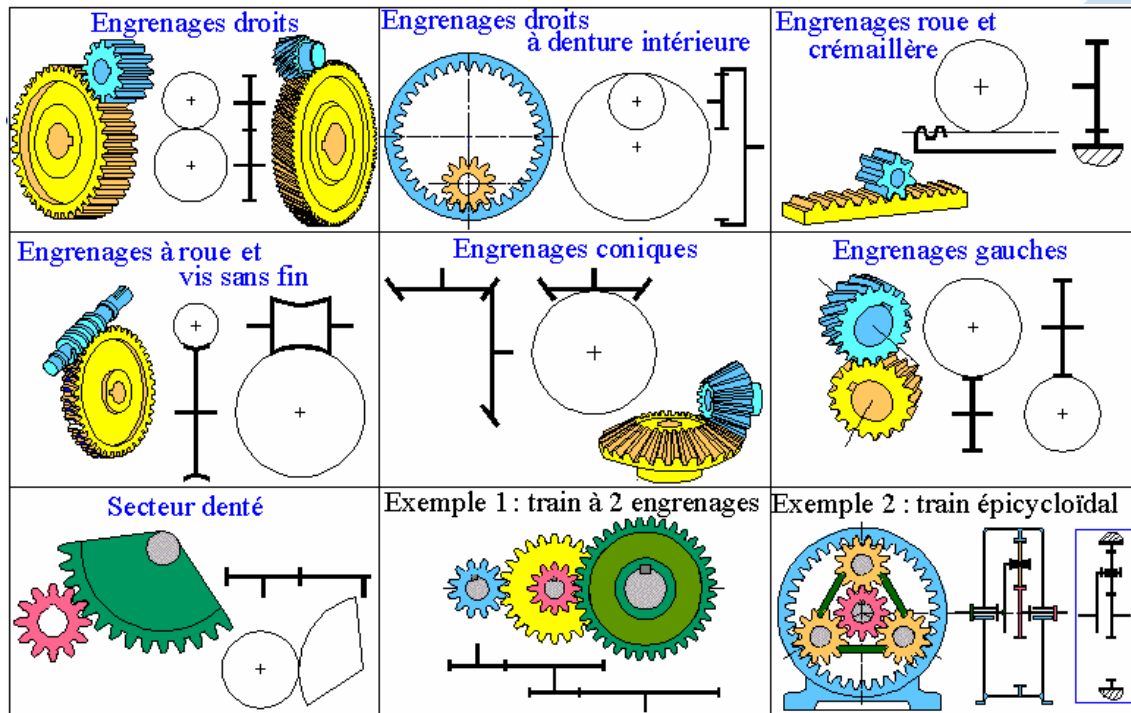 Engrenages droits
Engrenages droits
à denture intérieure
Engrenages roue et
crémaillère
Engrenages à roue et
vis sans fin
Engrenages coniques
Engrenages gauches
Secteur denté
Exemple 1 : train à 2 engrenages
Exemple 2 : train épicycloïdal